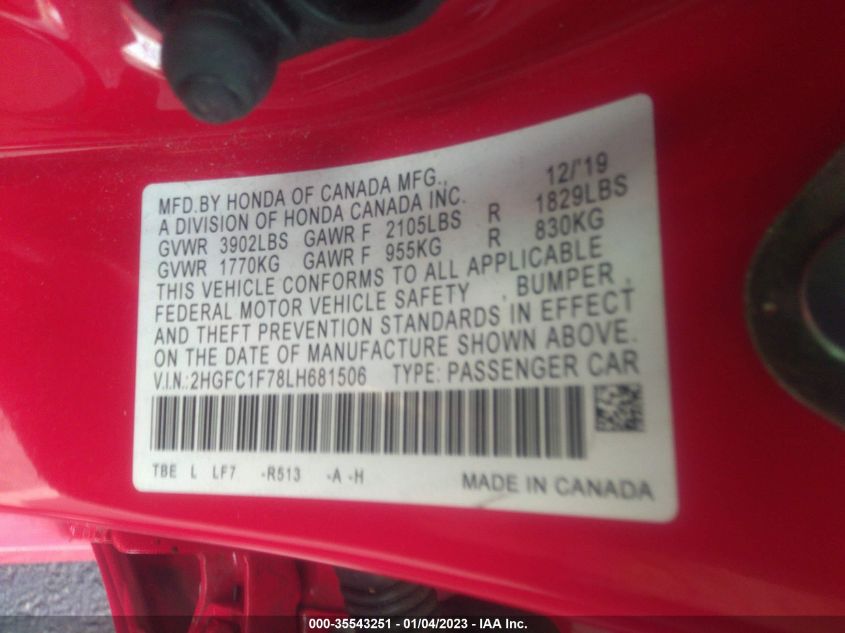 MFD.BY HONDA OF CANADA MFG., 12/'19
A DIVISION OF HONDA CANADA INC.
GVWR 3902LBS GAWR F 2105LBS R 1829LBS
GVWR 1770KG GAWR F 955KG R 830KG
THIS VEHICLE CONFORMS TO ALL APPLICABLE
FEDERAL MOTOR VEHICLE SAFETY , BUMPER ,
AND THEFT PREVENTION STANDARDS IN EFFECT
ON THE DATE OF MANUFACTURE SHOWN ABOVE.
V.I.N.:2HGFC1F78LH681506 TYPE: PASSENGER CAR
TBE L LF7 -R513 -A -H
MADE IN CANADA
000-35543251 - 01/04/2023 - IAA Inc.